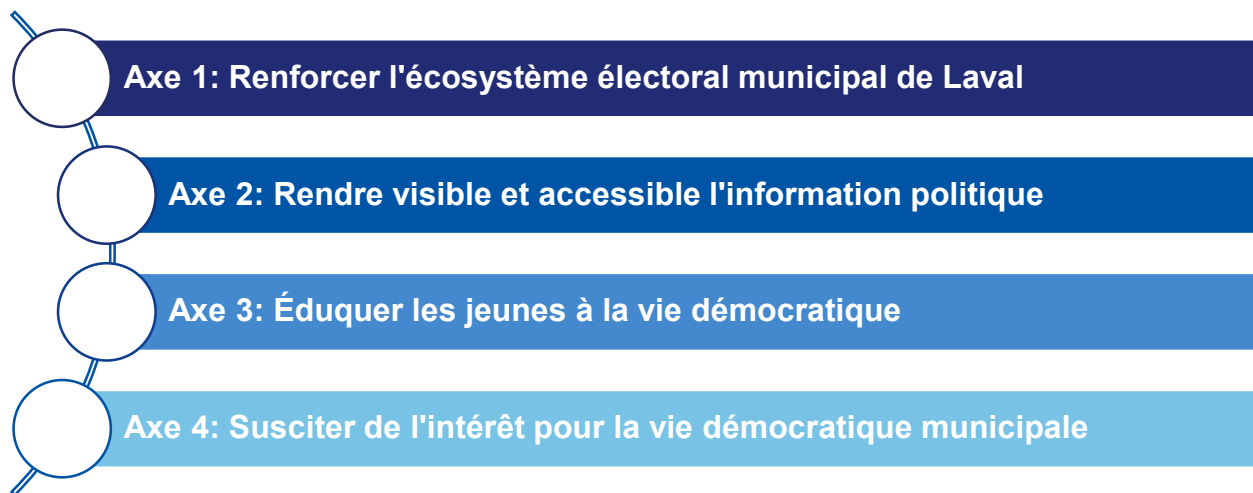 Axe 1: Renforcer l'écosystème électoral municipal de Laval
Axe 2: Rendre visible et accessible l'information politique
Axe 3: Éduquer les jeunes à la vie démocratique
Axe 4: Susciter de l'intérêt pour la vie démocratique municipale